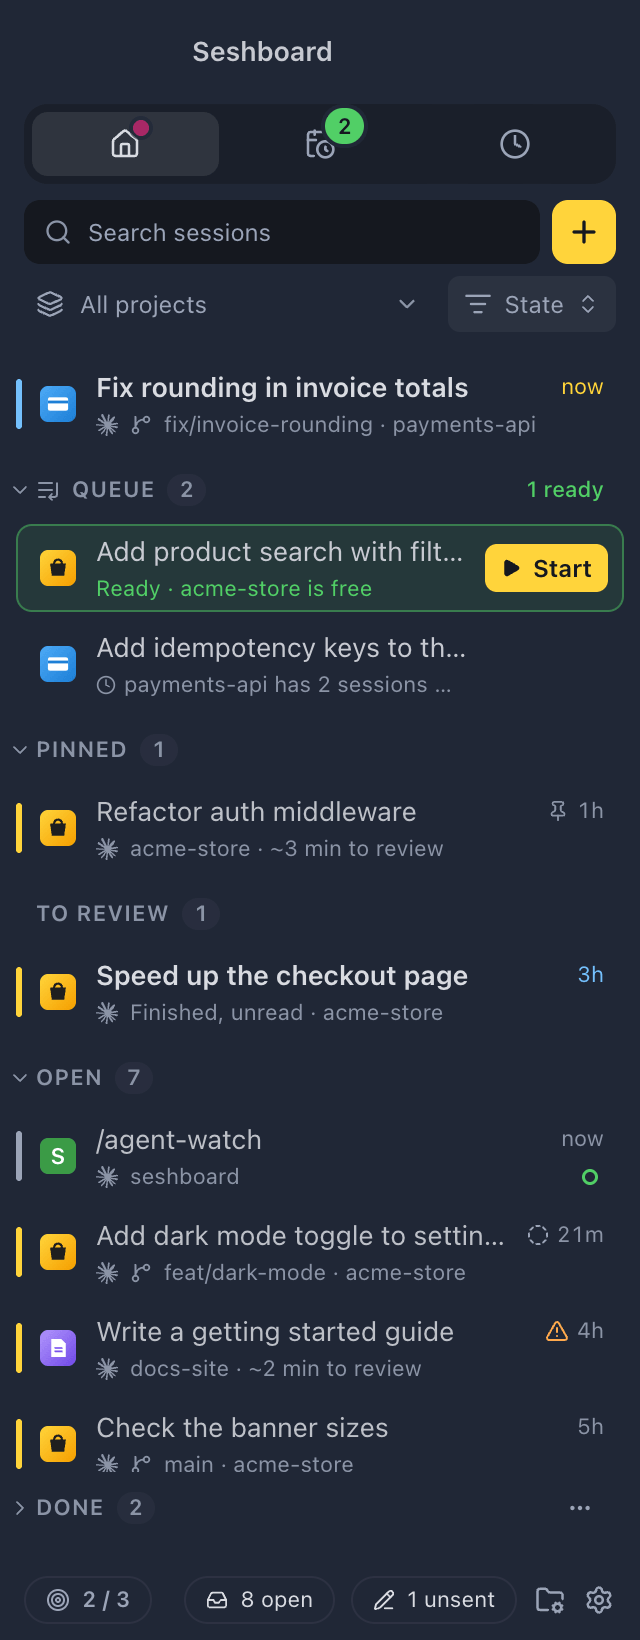 Seshboard
2
Search sessions
All projects
State
Fix rounding in invoice totals
now
fix/invoice-rounding · payments-api
QUEUE 2
1 ready
Add product search with filt...
Start
Ready · acme-store is free
Add idempotency keys to th...
payments-api has 2 sessions ...
PINNED 1
Refactor auth middleware
1h
acme-store · ~3 min to review
TO REVIEW 1
Speed up the checkout page
3h
Finished, unread · acme-store
OPEN 7
S
/agent-watch
now
seshboard
Add dark mode toggle to settin...
21m
feat/dark-mode · acme-store
Write a getting started guide
4h
docs-site · ~2 min to review
Check the banner sizes
5h
main · acme-store
DONE 2
2 / 3
8 open
1 unsent